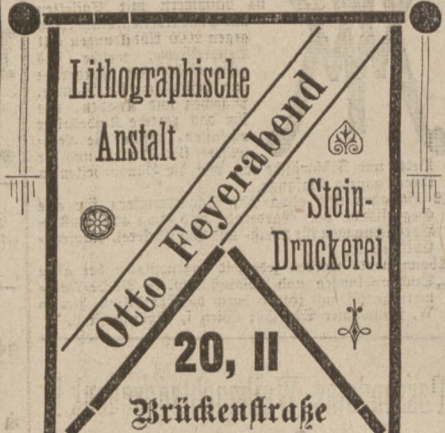 Lithographische
Anstalt
Otto Feyerabend
Stein-
Druckerei
20, II
Brückenſtraße